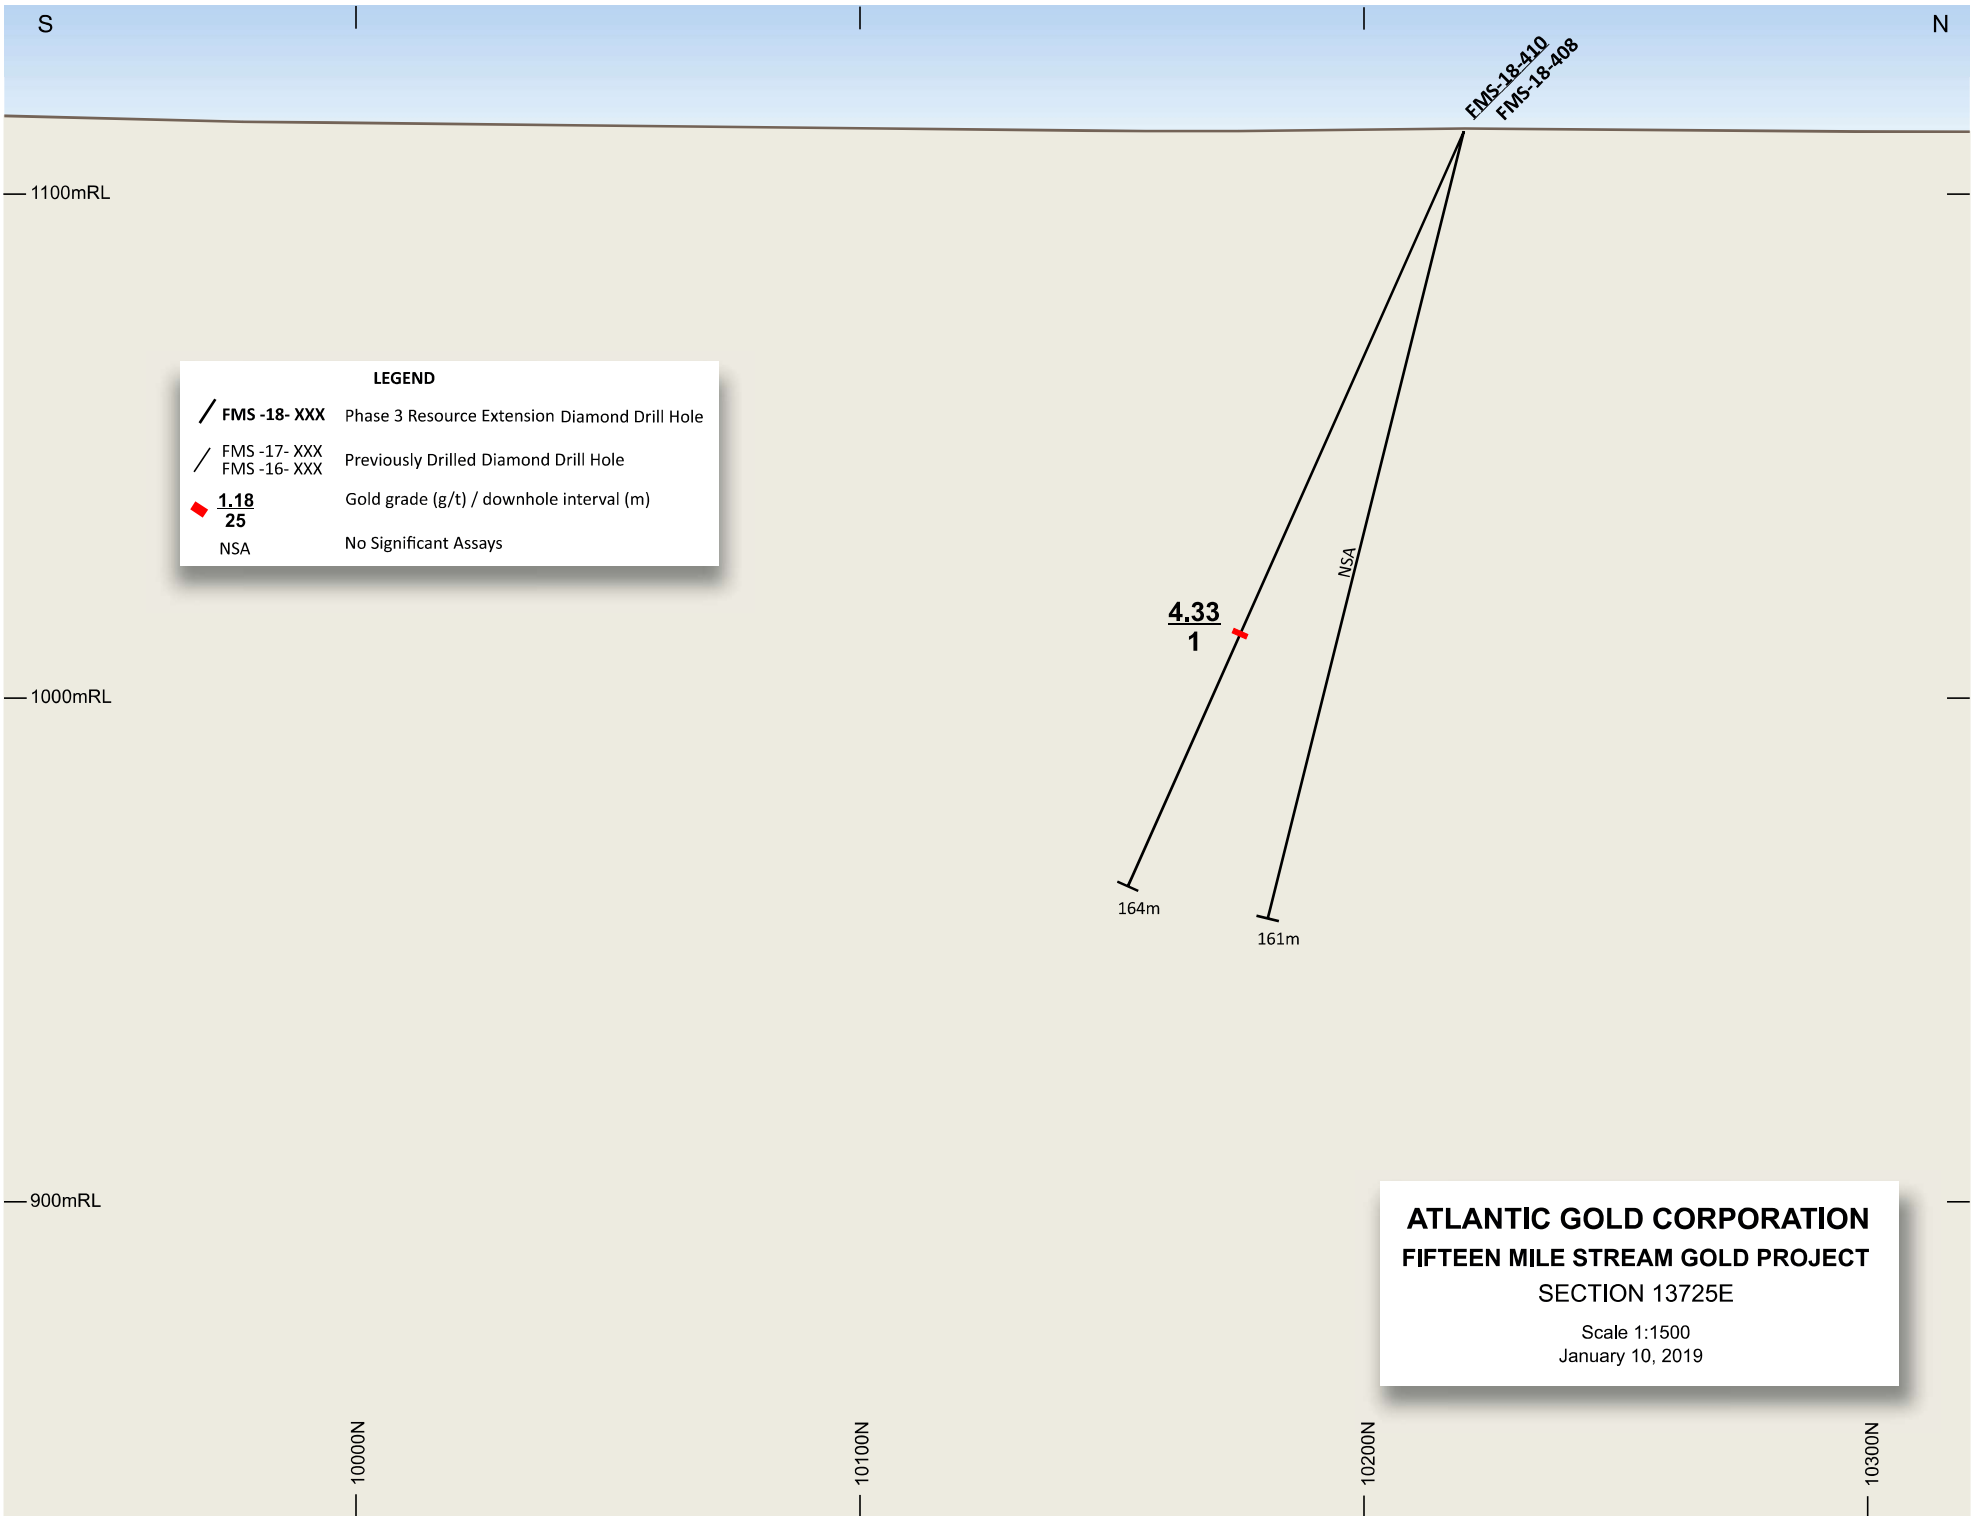 S
N
FMS-18-410
FMS-18-408
1100mRL
LEGEND
FMS -18- XXX Phase 3 Resource Extension Diamond Drill Hole
FMS -17- XXX
FMS -16- XXX
Previously Drilled Diamond Drill Hole
1.18
25
Gold grade (g/t) / downhole interval (m)
NSA No Significant Assays
NSA
4.33
1
1000mRL
164m
161m
900mRL
ATLANTIC GOLD CORPORATION
FIFTEEN MILE STREAM GOLD PROJECT
SECTION 13725E
Scale 1:1500
January 10, 2019
10000N
10100N
10200N
10300N